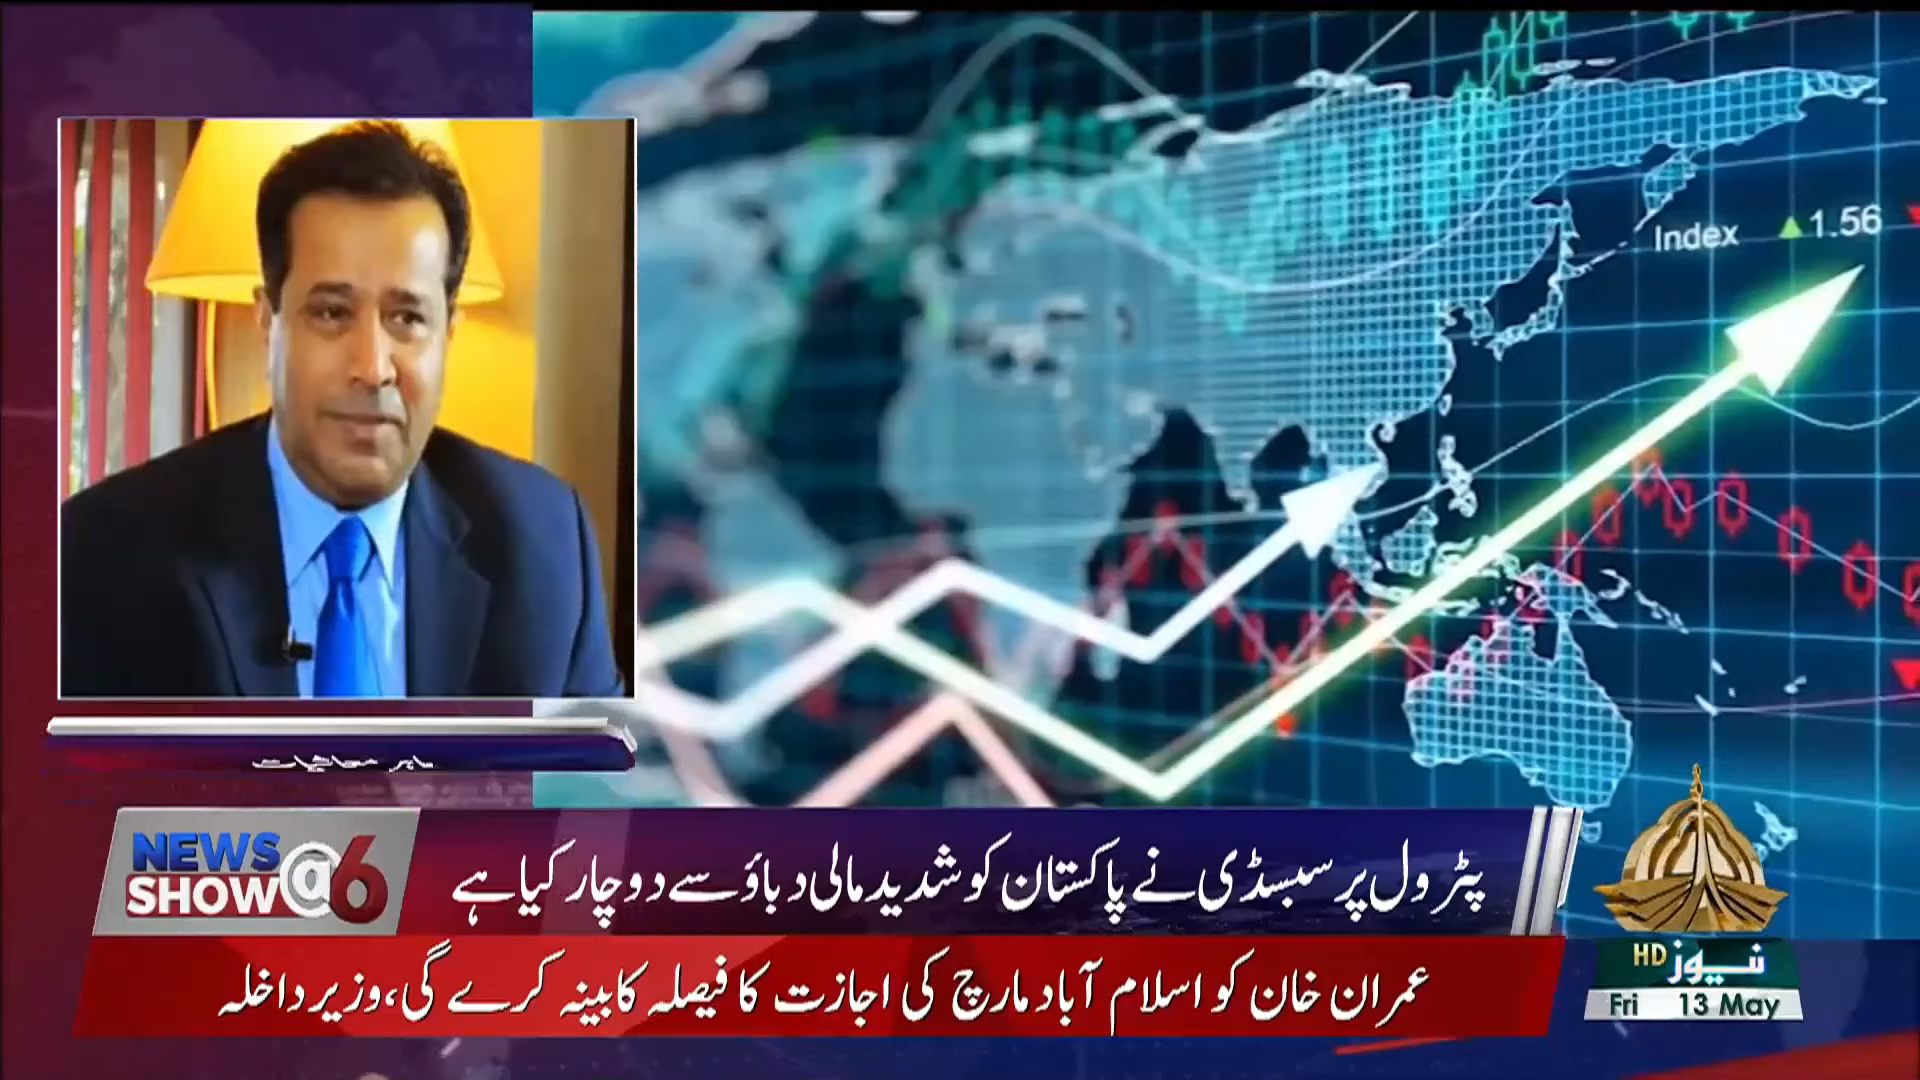 Index ▲1.56
ماہر معاشیات
NEWS
SHOW@6
پٹرول پر سبسڈی نے پاکستان کو شدید مالی دباؤ سے دوچار کیا ہے
عمران خان کو اسلام آباد مارچ کی اجازت کا فیصلہ کابینہ کرے گی، وزیر داخلہ
نیوز HD
Fri 13 May